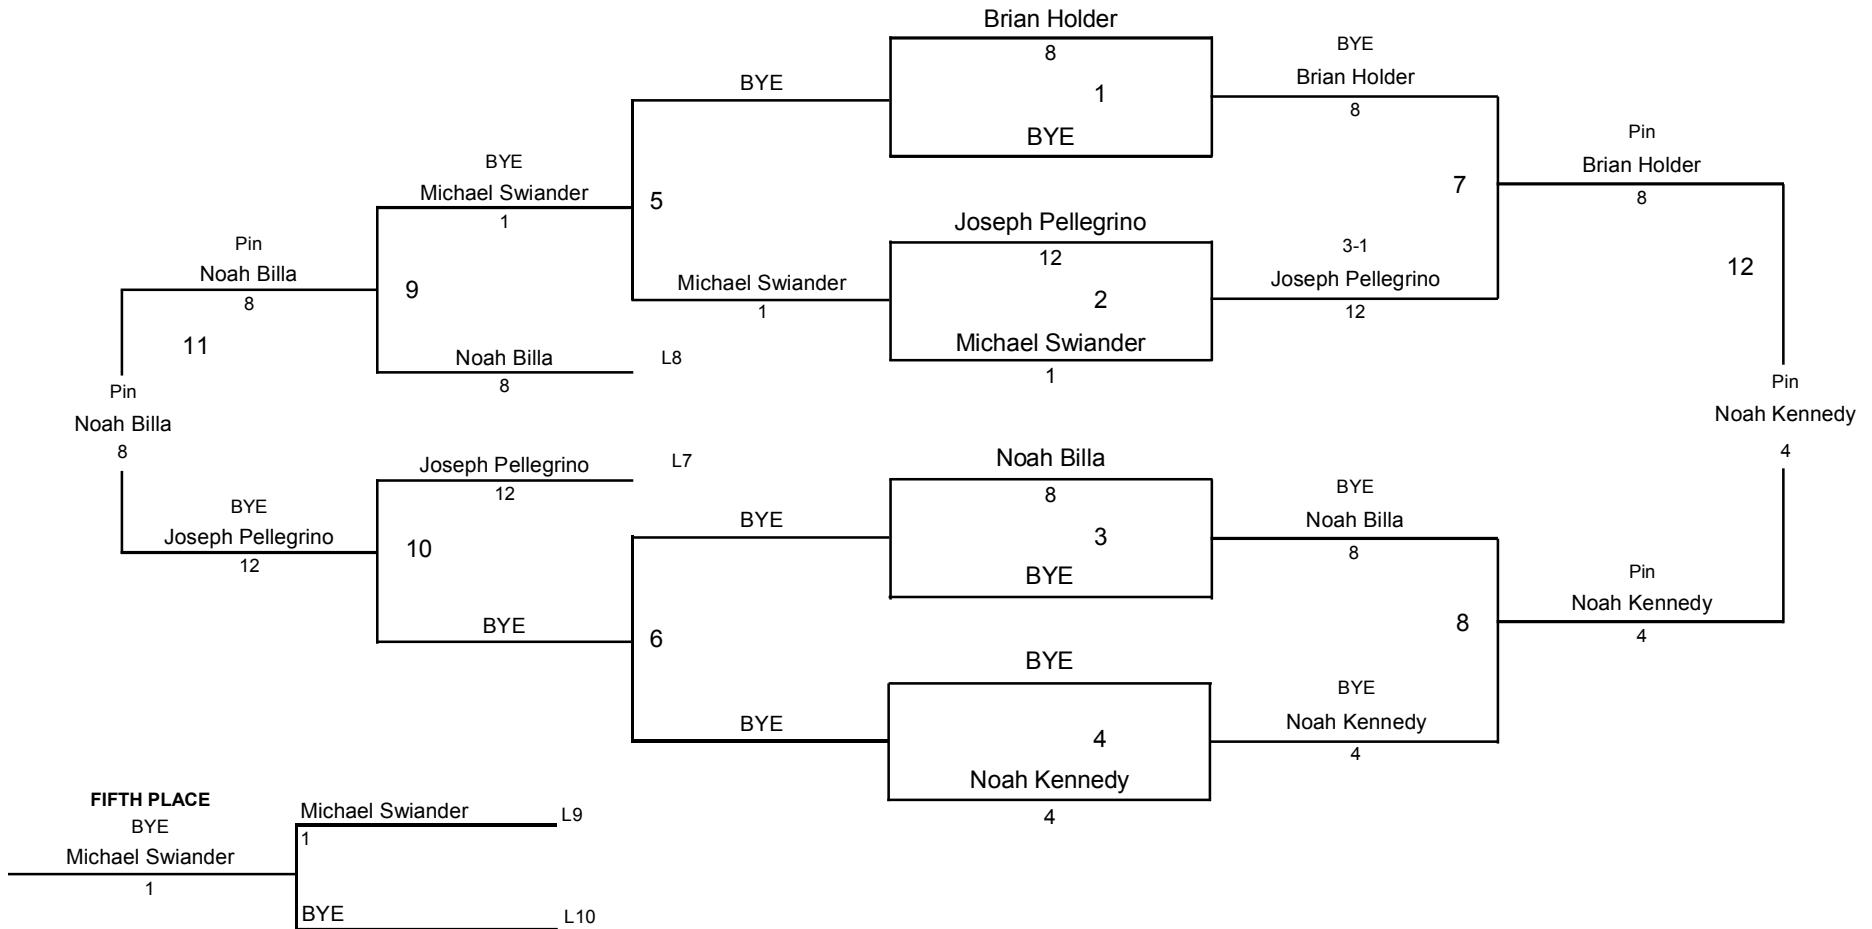 Brian Holder
8
1
BYE
BYE
Brian Holder
8
BYE
Pin
Brian Holder
8
7
BYE
Michael Swiander
1
5
Joseph Pellegrino
12
2
Michael Swiander
1
3-1
Joseph Pellegrino
12
12
Michael Swiander
1
Pin
Noah Billa
8
9
11
Noah Billa
8
L8
Pin
Noah Billa
8
Pin
Noah Kennedy
4
Joseph Pellegrino
12
L7
Noah Billa
8
3
BYE
BYE
Noah Billa
8
BYE
BYE
Joseph Pellegrino
12
10
BYE
6
Pin
Noah Kennedy
4
8
BYE
4
Noah Kennedy
4
BYE
BYE
Noah Kennedy
4
FIFTH PLACE
BYE
Michael Swiander
1
Michael Swiander
1
L9
BYE
L10